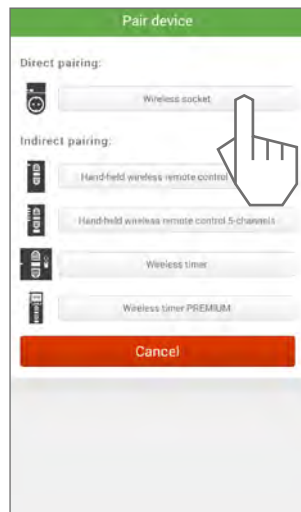 Pair device
Direct pairing:
Wireless socket
Indirect pairing:
Hand-held wireless remote control
Hand-held wireless remote control 5-channels
Wireless timer
Wireless timer PREMIUM
Cancel